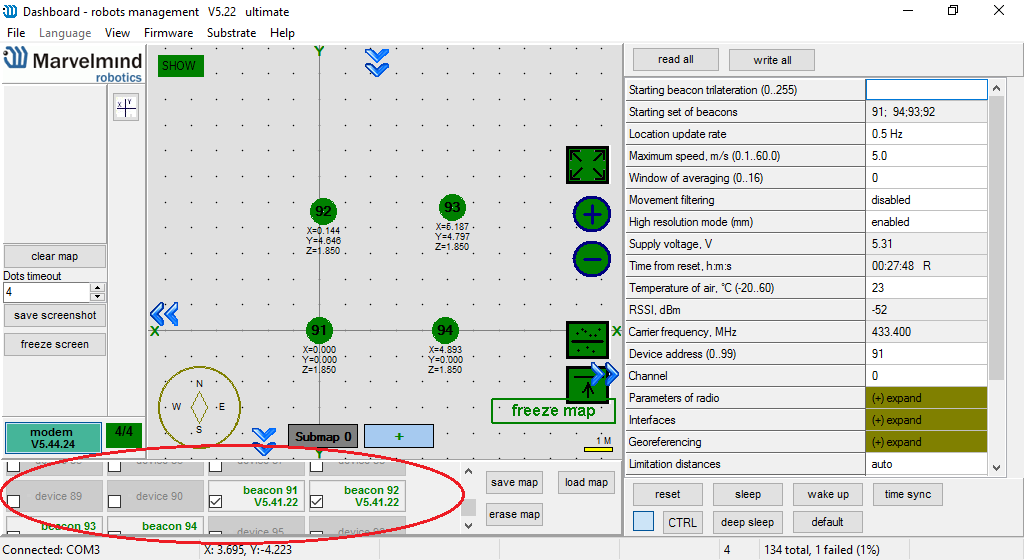 Dashboard - robots management V5.22 ultimate
File Language View Firmware Substrate Help
Marvelmind
robotics
X Y
clear map
Dots timeout
4
save screenshot
freeze screen
modem
V5.44.24
4/4
SHOW
Y
92
X=0.144
Y=4.646
Z=1.850
93
X=5.187
Y=4.797
Z=1.850
X
X
91
X=0.000
Y=0.000
Z=1.850
94
X=4.893
Y=0.000
Z=1.850
N
W E
S
freeze map
Submap 0
+
Y
1 M
read all
write all
Starting beacon trilateration (0..255)
Starting set of beacons 91; 94;93;92
Location update rate 0.5 Hz
Maximum speed, m/s (0.1..60.0) 5.0
Window of averaging (0..16) 0
Movement filtering disabled
High resolution mode (mm) enabled
Supply voltage, V 5.31
Time from reset, h:m:s 00:27:48 R
Temperature of air, °C (-20..60) 23
RSSI, dBm -52
Carrier frequency, MHz 433.400
Device address (0..99) 91
Channel 0
Parameters of radio (+) expand
Interfaces (+) expand
Georeferencing (+) expand
Limitation distances auto
device 89
device 90
beacon 91
V5.41.22
beacon 92
V5.41.22
beacon 93
beacon 94
device 95
save map
load map
erase map
reset
sleep
wake up
time sync
CTRL
deep sleep
default
Connected: COM3
X: 3.695, Y:-4.223
4
134 total, 1 failed (1%)